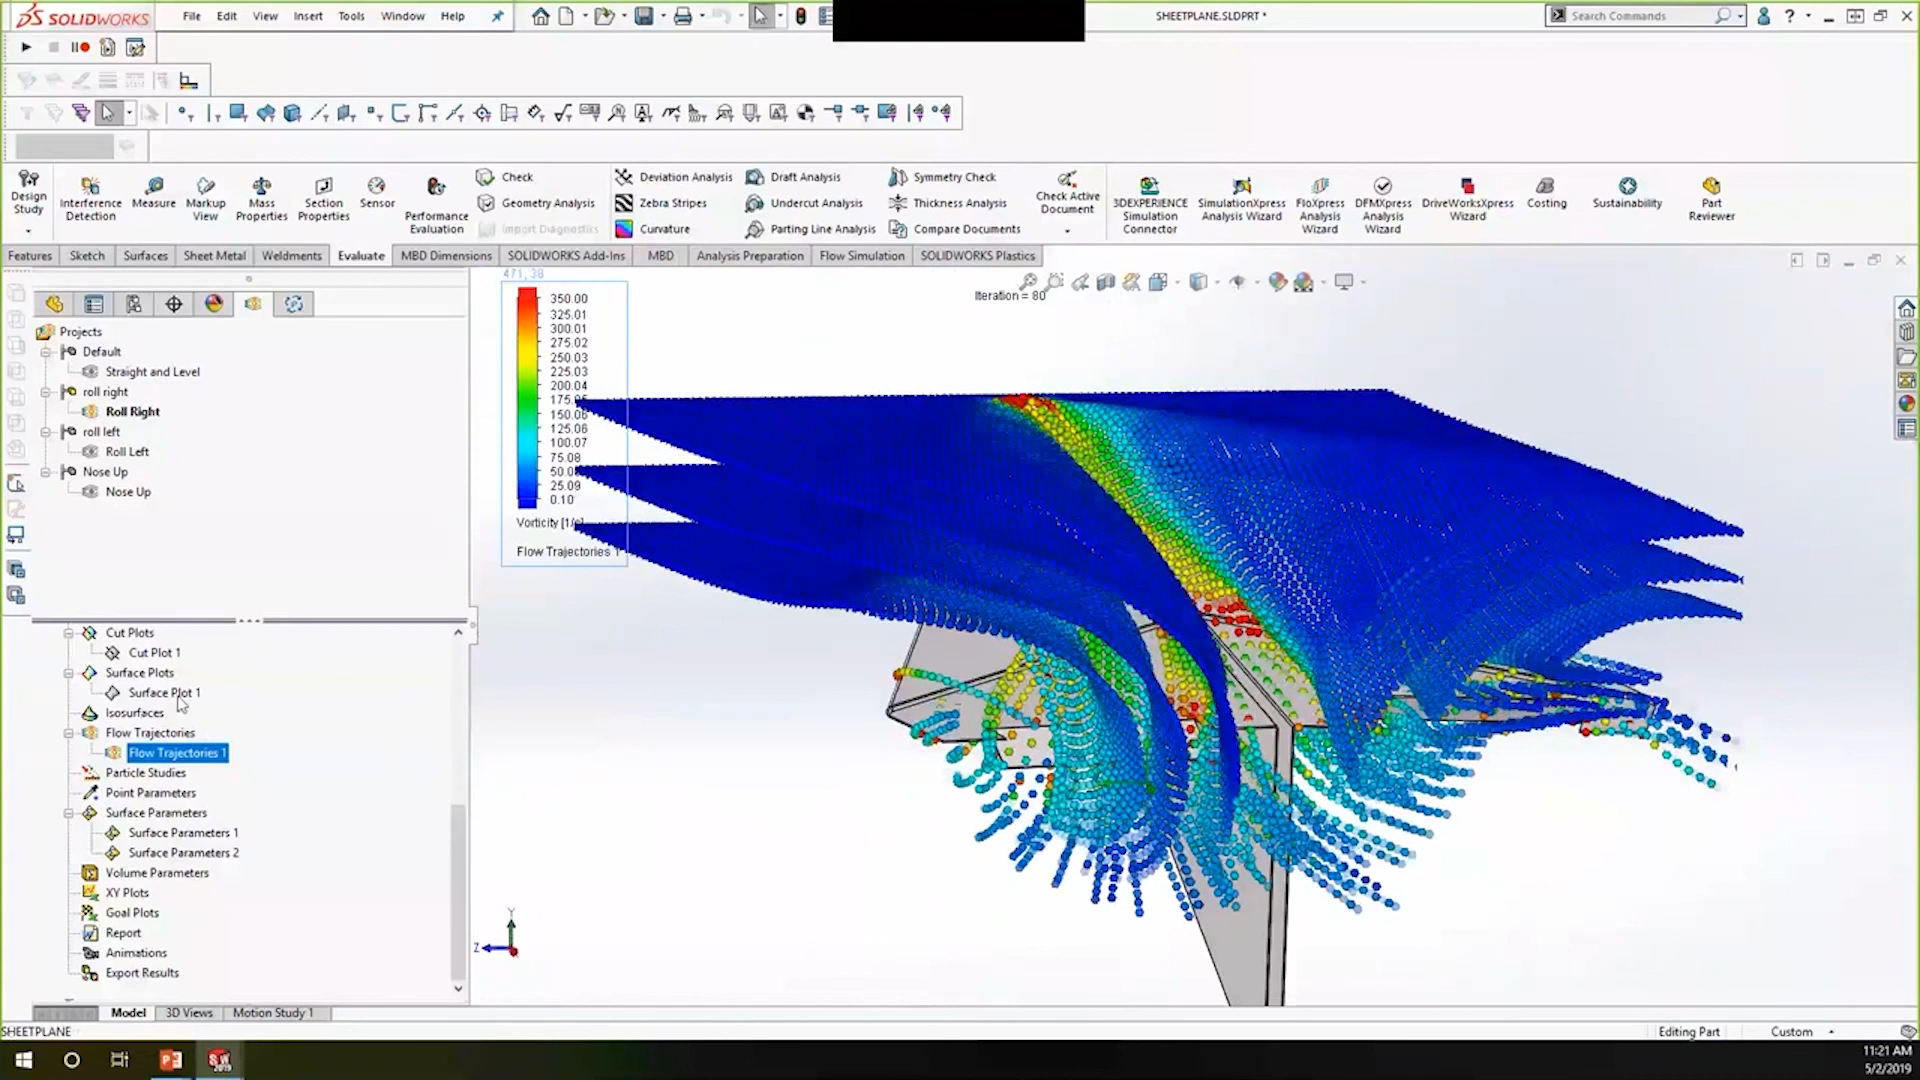 SOLIDWORKS File Edit View Insert Tools Window Help SHEETPLANE.SLDPRT * Search Commands
Design Study
Interference Detection
Measure
Markup View
Mass Properties
Section Properties
Sensor
Performance Evaluation
Check
Geometry Analysis
Import Diagnostics
Deviation Analysis
Zebra Stripes
Curvature
Draft Analysis
Undercut Analysis
Parting Line Analysis
Symmetry Check
Thickness Analysis
Compare Documents
Check Active Document
3DEXPERIENCE Simulation Connector
SimulationXpress Analysis Wizard
FloXpress Analysis Wizard
DFMXpress Analysis Wizard
DriveWorksXpress Wizard
Costing
Sustainability
Part Reviewer
Features Sketch Surfaces Sheet Metal Weldments Evaluate MBD Dimensions SOLIDWORKS Add-Ins MBD Analysis Preparation Flow Simulation SOLIDWORKS Plastics
Projects
Default
Straight and Level
roll right
Roll Right
roll left
Roll Left
Nose Up
Nose Up
Cut Plots
Cut Plot 1
Surface Plots
Surface Plot 1
Isosurfaces
Flow Trajectories
Flow Trajectories 1
Particle Studies
Point Parameters
Surface Parameters
Surface Parameters 1
Surface Parameters 2
Volume Parameters
XY Plots
Goal Plots
Report
Animations
Export Results
471, 38
Iteration = 80
350.00
325.01
300.01
275.02
250.03
225.03
200.04
175.05
150.06
125.06
100.07
75.08
50.08
25.09
0.10
Vorticity [1/s]
Flow Trajectories 1
Y
Z
Model 3D Views Motion Study 1
SHEETPLANE Editing Part Custom
11:21 AM
5/2/2019